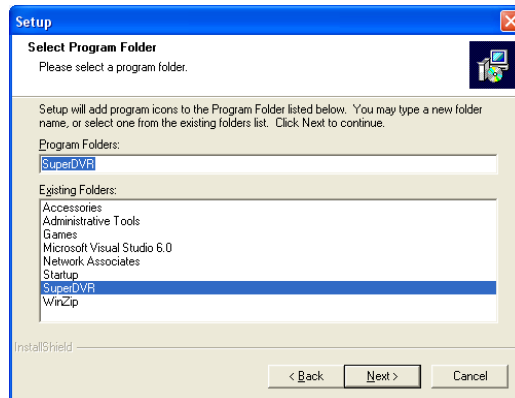 Setup
Select Program Folder
Please select a program folder.
Setup will add program icons to the Program Folder listed below.  You may type a new folder
name, or select one from the existing folders list.  Click Next to continue.
Program Folders:
SuperDVR
Existing Folders:
Accessories
Administrative Tools
Games
Microsoft Visual Studio 6.0
Network Associates
Startup
SuperDVR
WinZip
InstallShield
< Back
Next >
Cancel